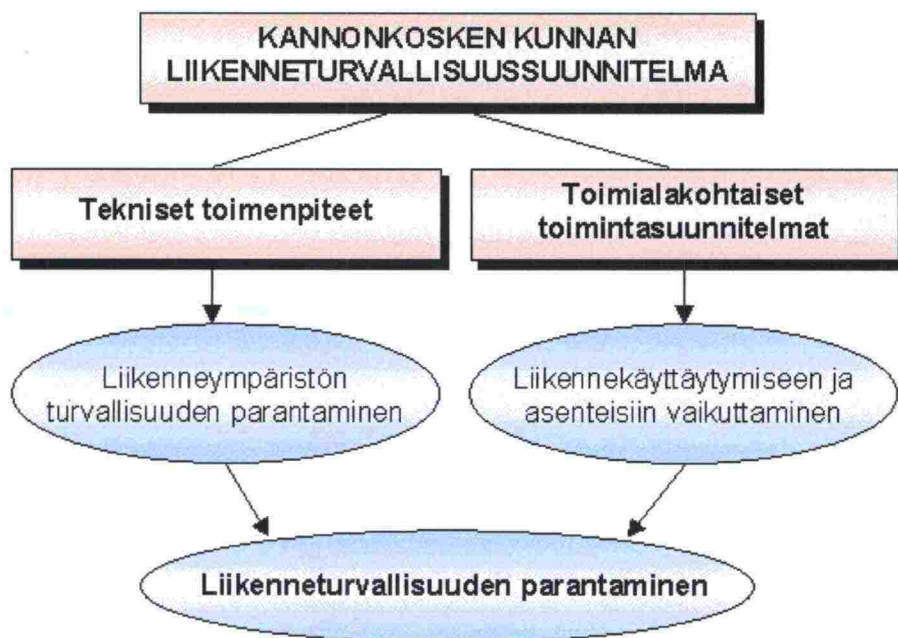 KANNONKOSKEN KUNNAN
LIIKENNETURVALLISUUSSUUNNITELMA
Tekniset toimenpiteet
Toimialakohtaiset
toimintasuunnitelmat
Liikenneympäristön
turvallisuuden parantaminen
Liikennekäyttäytymiseen ja
asenteisiin vaikuttaminen
Liikenneturvallisuuden parantaminen